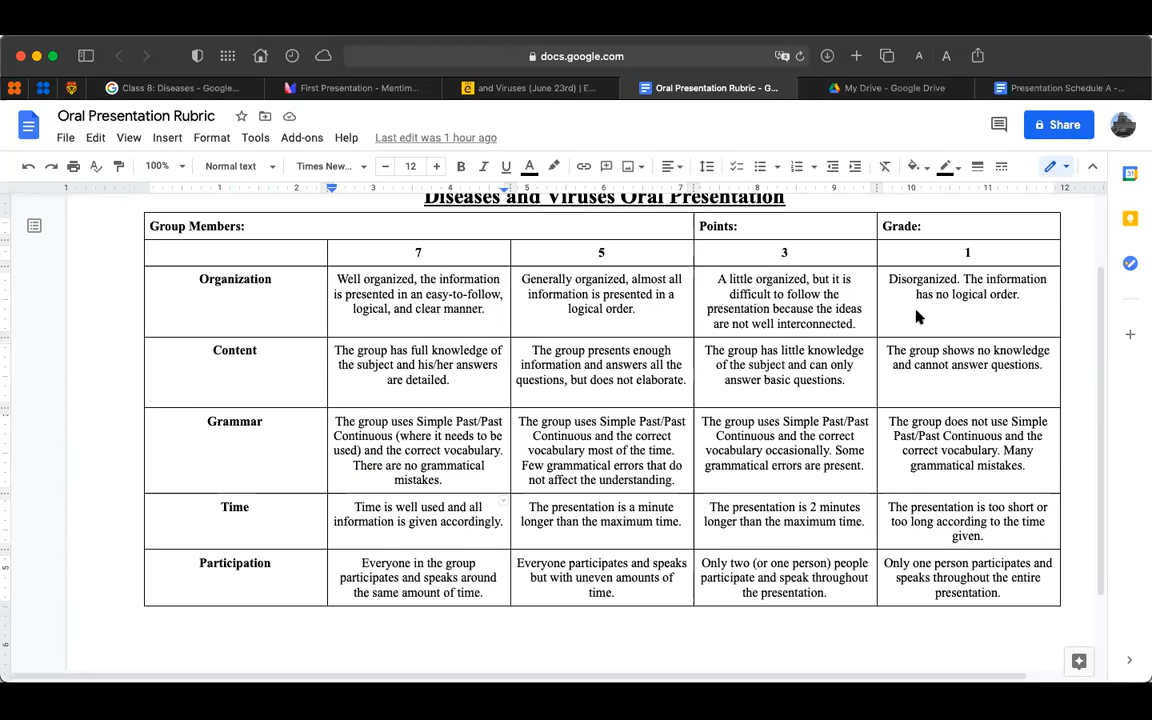 docs.google.com
Class 8: Diseases - Google...
First Presentation - Mentim...
and Viruses (June 23rd) | E...
Oral Presentation Rubric - G...
My Drive - Google Drive
Presentation Schedule A -...
Oral Presentation Rubric
File Edit View Insert Format Tools Add-ons Help Last edit was 1 hour ago
Share
100% Normal text Times New... 12
Diseases and Viruses Oral Presentation
Group Members: Points: Grade:
7 5 3 1
Organization
Well organized, the information
is presented in an easy-to-follow,
logical, and clear manner.
Generally organized, almost all
information is presented in a
logical order.
A little organized, but it is
difficult to follow the
presentation because the ideas
are not well interconnected.
Disorganized. The information
has no logical order.
Content
The group has full knowledge of
the subject and his/her answers
are detailed.
The group presents enough
information and answers all the
questions, but does not elaborate.
The group has little knowledge
of the subject and can only
answer basic questions.
The group shows no knowledge
and cannot answer questions.
Grammar
The group uses Simple Past/Past
Continuous (where it needs to be
used) and the correct vocabulary.
There are no grammatical
mistakes.
The group uses Simple Past/Past
Continuous and the correct
vocabulary most of the time.
Few grammatical errors that do
not affect the understanding.
The group uses Simple Past/Past
Continuous and the correct
vocabulary occasionally. Some
grammatical errors are present.
The group does not use Simple
Past/Past Continuous and the
correct vocabulary. Many
grammatical mistakes.
Time
Time is well used and all
information is given accordingly.
The presentation is a minute
longer than the maximum time.
The presentation is 2 minutes
longer than the maximum time.
The presentation is too short or
too long according to the time
given.
Participation
Everyone in the group
participates and speaks around
the same amount of time.
Everyone participates and speaks
but with uneven amounts of
time.
Only two (or one person) people
participate and speak throughout
the presentation.
Only one person participates and
speaks throughout the entire
presentation.